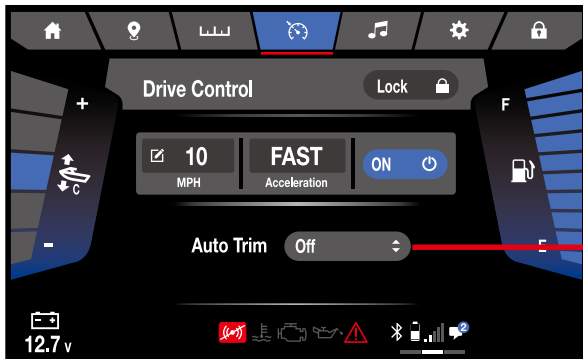 Drive Control
Lock
+
F
10
FAST
ON
MPH
Acceleration
C
-
Auto Trim
Off
E
- +
12.7 v
2